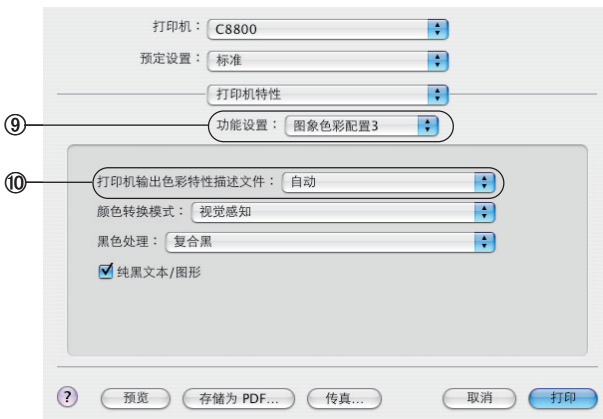 打印机： C8800
预定设置： 标准
打印机特性
⑨ 功能设置： 图象色彩配置3
⑩ 打印机输出色彩特性描述文件： 自动
颜色转换模式： 视觉感知
黑色处理： 复合黑
纯黑文本/图形
? 预览 存储为 PDF... 传真... 取消 打印